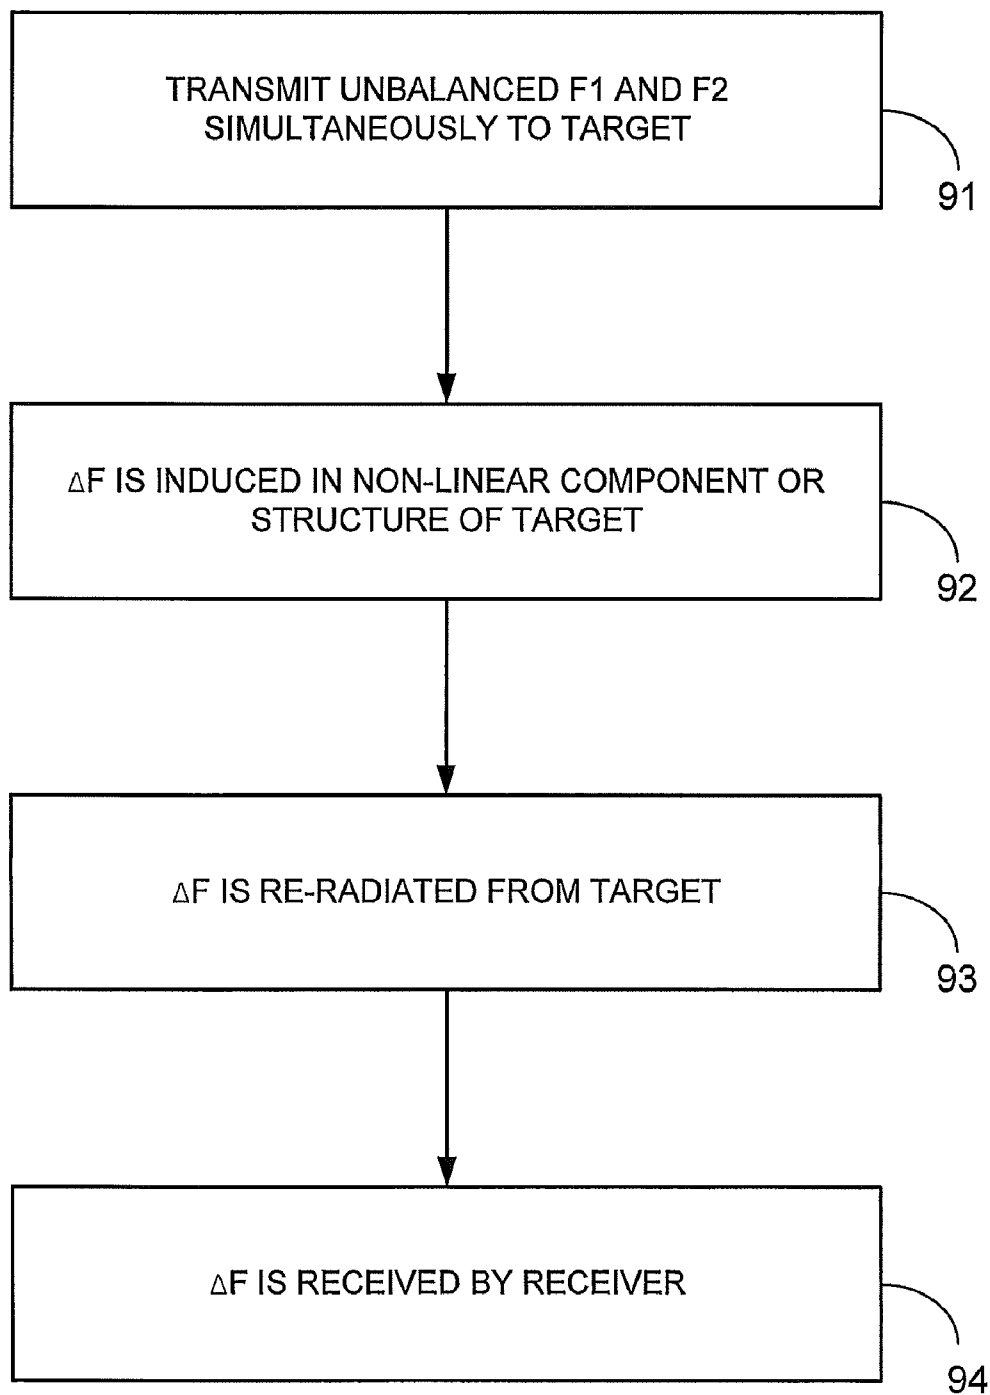 TRANSMIT UNBALANCED F1 AND F2
SIMULTANEOUSLY TO TARGET
91
ΔF IS INDUCED IN NON-LINEAR COMPONENT OR
STRUCTURE OF TARGET
92
ΔF IS RE-RADIATED FROM TARGET
93
ΔF IS RECEIVED BY RECEIVER
94